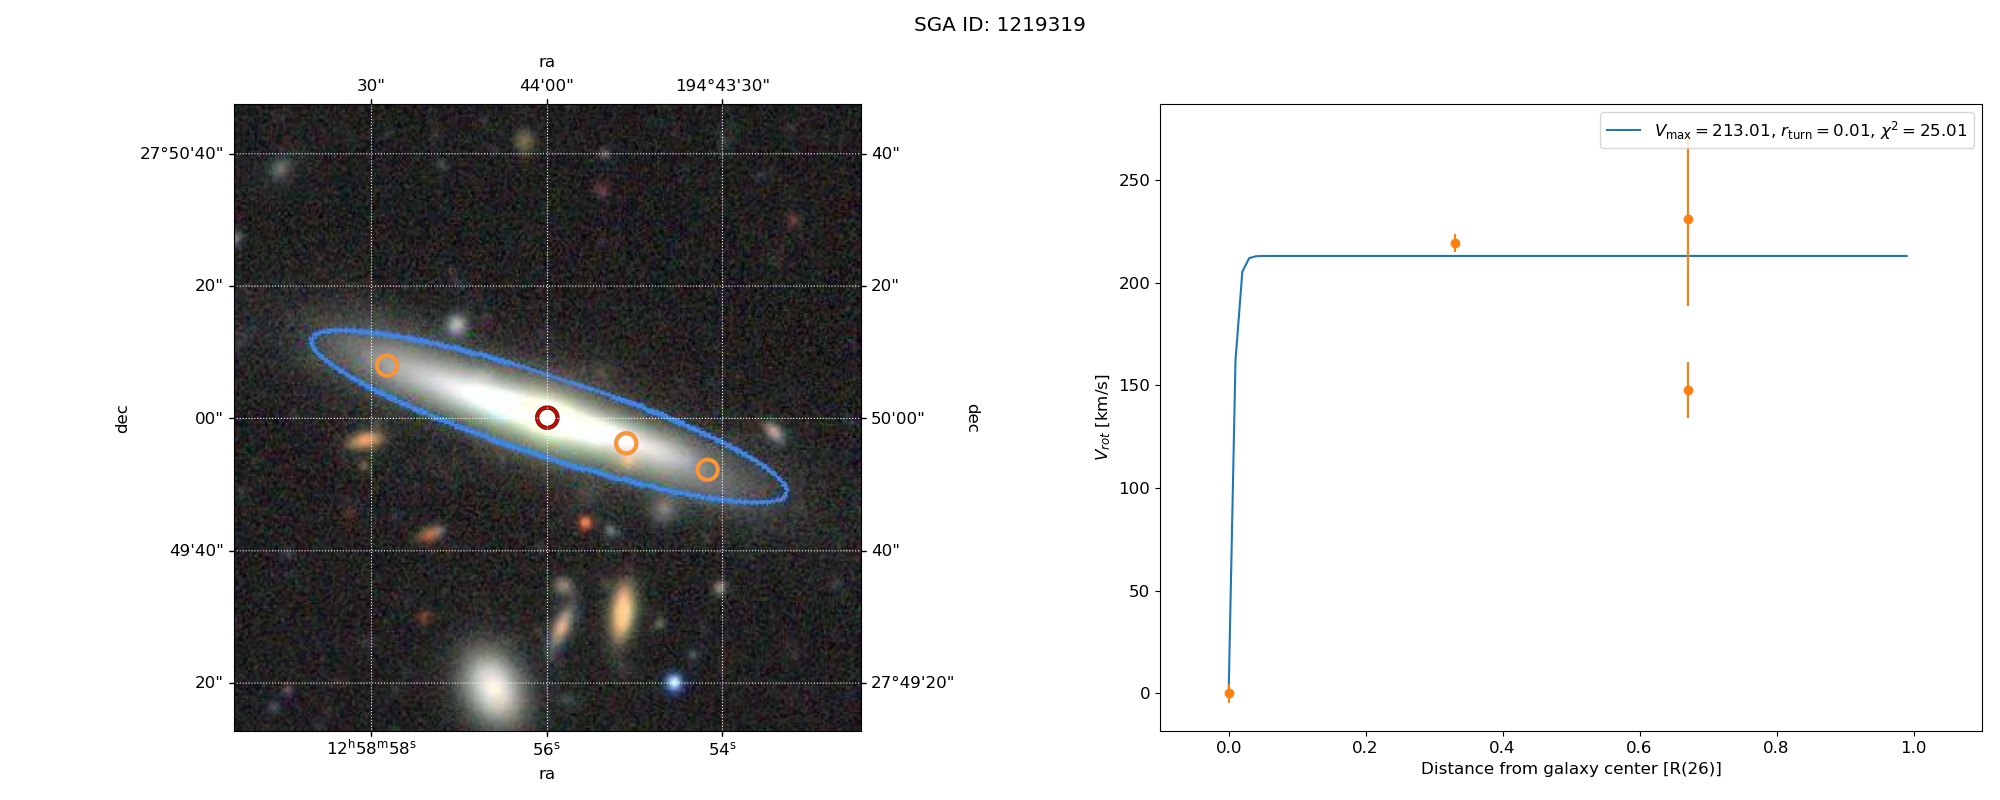 SGA ID: 1219319
ra
30" 44'00" 194°43'30"
27°50'40" 40"
20" 20"
dec 00" 50'00" dec
49'40" 40"
20" 27°49'20"
12h58m58s 56s 54s
ra
Vmax = 213.01, rturn = 0.01, χ² = 25.01
250
200
150
100
50
0
Vrot [km/s]
0.0 0.2 0.4 0.6 0.8 1.0
Distance from galaxy center [R(26)]